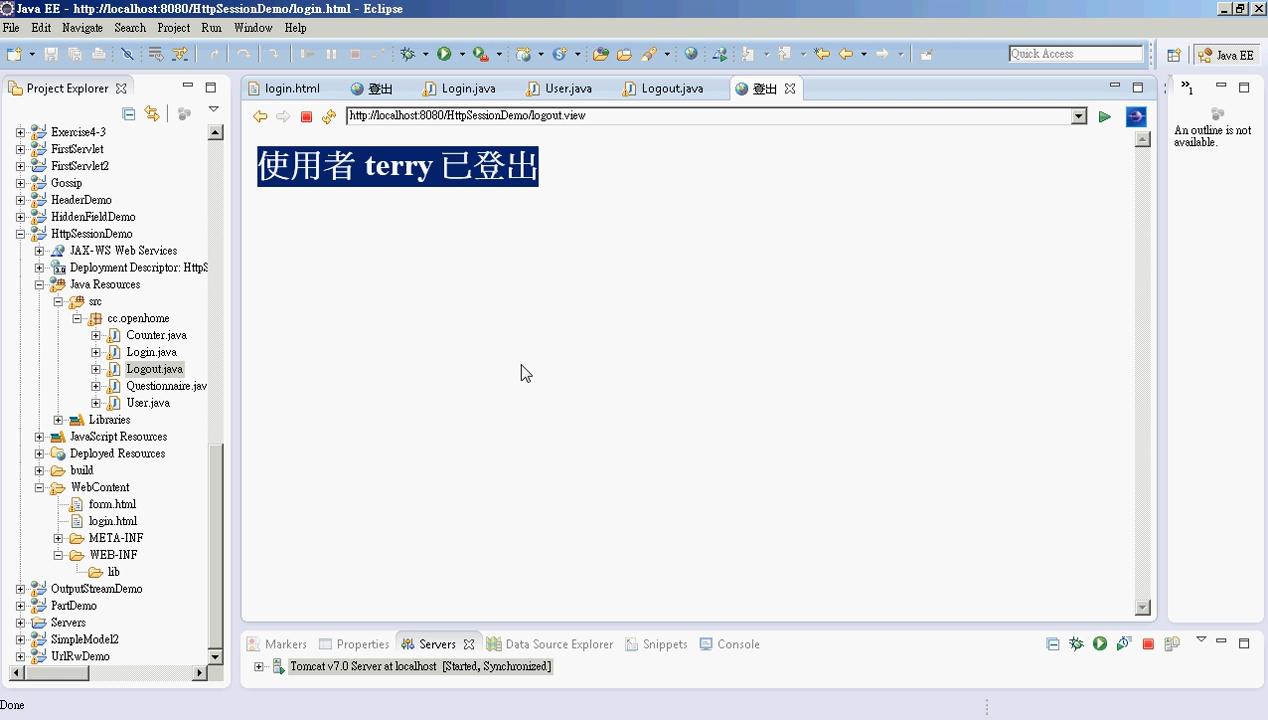 Java EE - http://localhost:8080/HttpSessionDemo/login.html - Eclipse
File Edit Navigate Search Project Run Window Help
Quick Access
Java EE
Project Explorer
login.html 登出 Login.java User.java Logout.java 登出
http://localhost:8080/HttpSessionDemo/logout.view
使用者 terry 已登出
An outline is not
available.
Exercise4-3
FirstServlet
FirstServlet2
Gossip
HeaderDemo
HiddenFieldDemo
HttpSessionDemo
JAX-WS Web Services
Deployment Descriptor: HttpS
Java Resources
src
cc.openhome
Counter.java
Login.java
Logout.java
Questionnaire.jav
User.java
Libraries
JavaScript Resources
Deployed Resources
build
WebContent
form.html
login.html
META-INF
WEB-INF
lib
OutputStreamDemo
PartDemo
Servers
SimpleModel2
UrlRwDemo
Markers Properties Servers Data Source Explorer Snippets Console
Tomcat v7.0 Server at localhost [Started, Synchronized]
Done